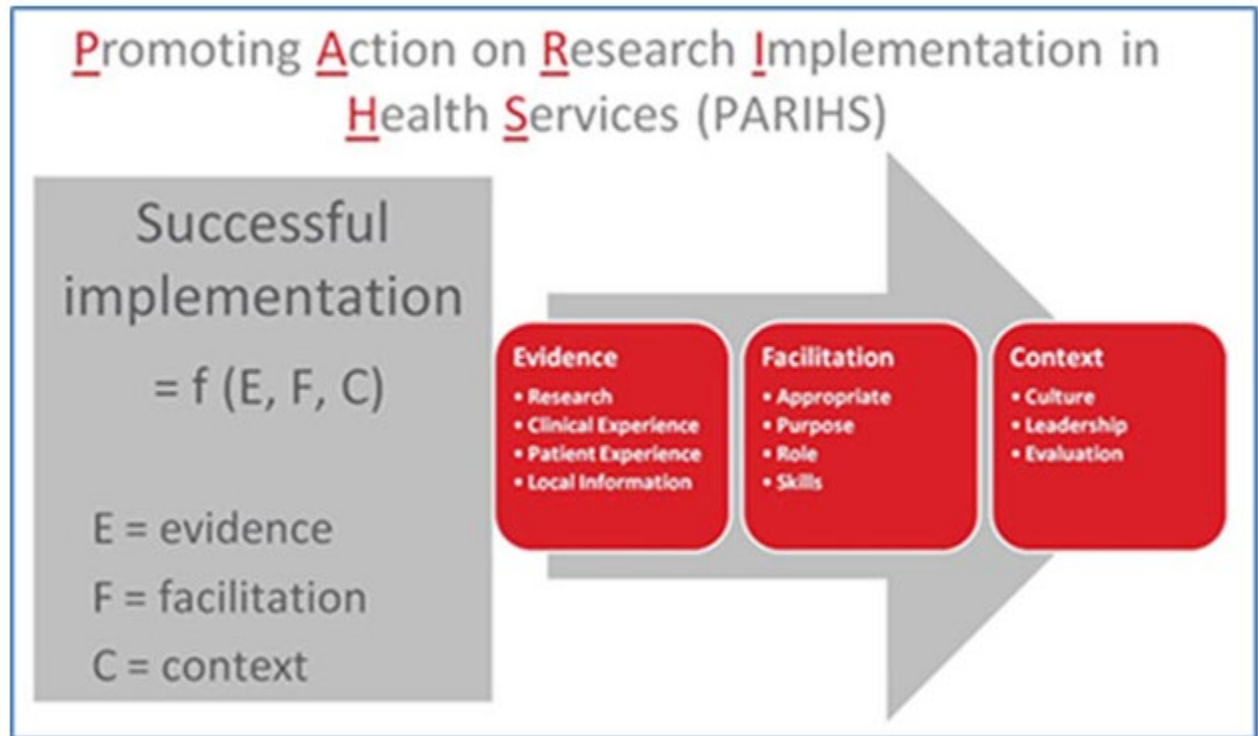 Promoting Action on Research Implementation in
Health Services (PARIHS)
Successful
implementation
= f (E, F, C)
E = evidence
F = facilitation
C = context
Evidence
• Research
• Clinical Experience
• Patient Experience
• Local Information
Facilitation
• Appropriate
• Purpose
• Role
• Skills
Context
• Culture
• Leadership
• Evaluation